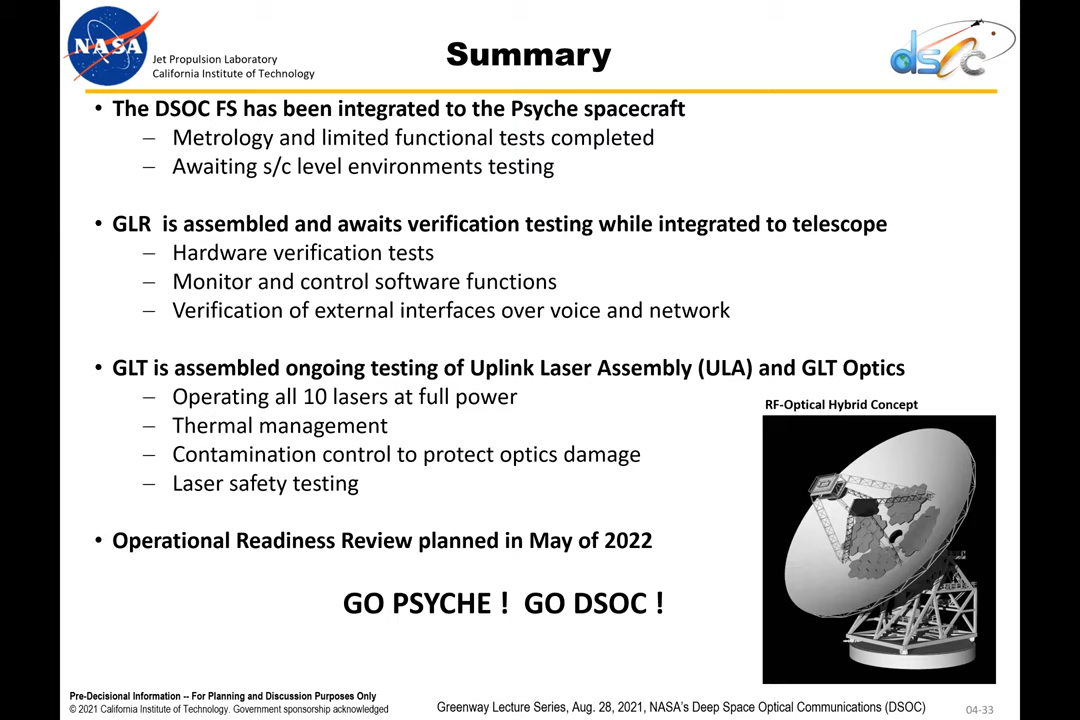 NASA
Jet Propulsion Laboratory
California Institute of Technology
Summary
dsoc
• The DSOC FS has been integrated to the Psyche spacecraft
– Metrology and limited functional tests completed
– Awaiting s/c level environments testing
• GLR is assembled and awaits verification testing while integrated to telescope
– Hardware verification tests
– Monitor and control software functions
– Verification of external interfaces over voice and network
• GLT is assembled ongoing testing of Uplink Laser Assembly (ULA) and GLT Optics
– Operating all 10 lasers at full power
– Thermal management
– Contamination control to protect optics damage
– Laser safety testing
RF-Optical Hybrid Concept
• Operational Readiness Review planned in May of 2022
GO PSYCHE ! GO DSOC !
Pre-Decisional Information -- For Planning and Discussion Purposes Only
© 2021 California Institute of Technology. Government sponsorship acknowledged
Greenway Lecture Series, Aug. 28, 2021, NASA's Deep Space Optical Communications (DSOC)
04-33